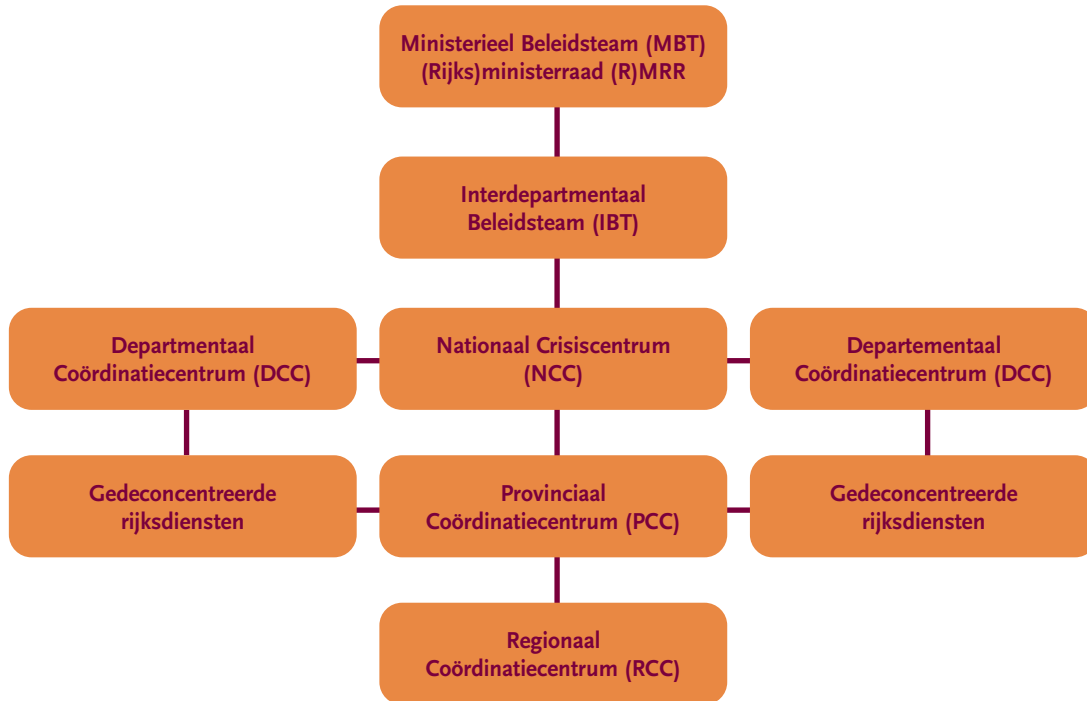 Ministerieel Beleidsteam (MBT)
(Rijks)ministerraad (R)MRR
Interdepartmentaal
Beleidsteam (IBT)
Departmentaal
Coördinatiecentrum (DCC)
Nationaal Crisiscentrum
(NCC)
Departementaal
Coördinatiecentrum (DCC)
Gedeconcentreerde
rijksdiensten
Provinciaal
Coördinatiecentrum (PCC)
Gedeconcentreerde
rijksdiensten
Regionaal
Coördinatiecentrum (RCC)